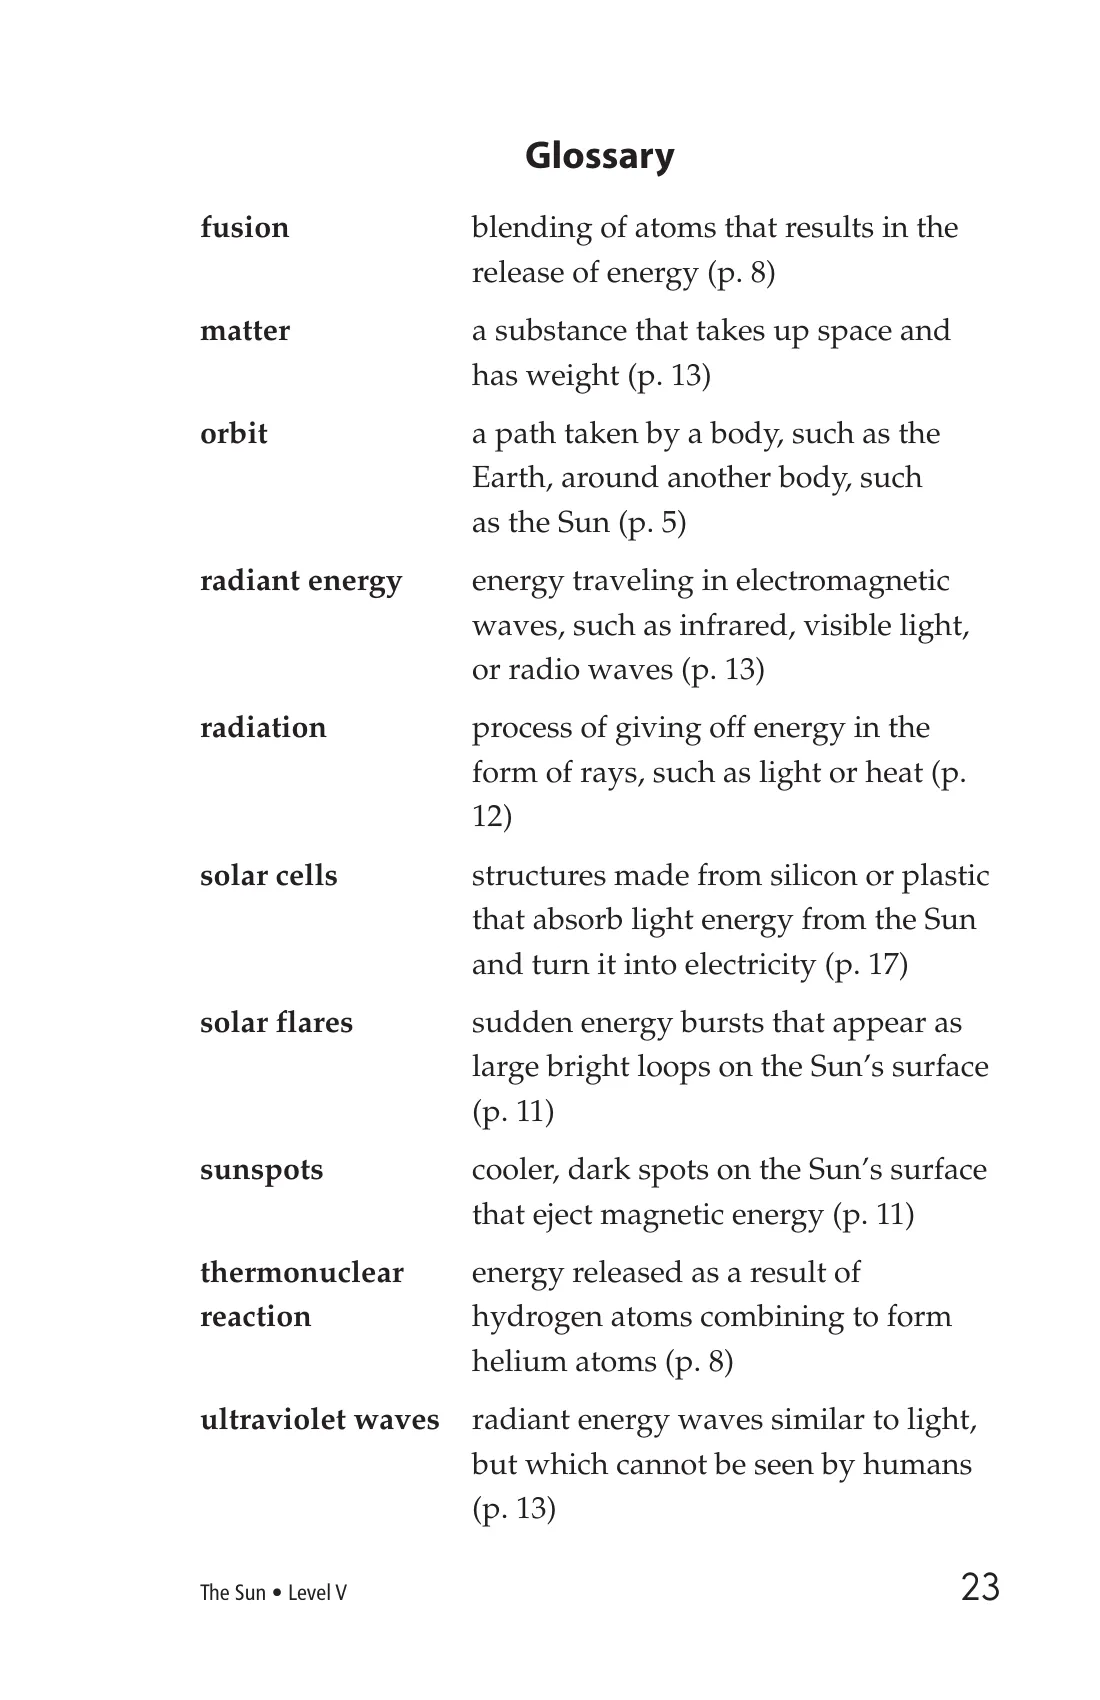 Glossary
fusion blending of atoms that results in the
release of energy (p. 8)
matter a substance that takes up space and
has weight (p. 13)
orbit a path taken by a body, such as the
Earth, around another body, such
as the Sun (p. 5)
radiant energy energy traveling in electromagnetic
waves, such as infrared, visible light,
or radio waves (p. 13)
radiation process of giving off energy in the
form of rays, such as light or heat (p.
12)
solar cells structures made from silicon or plastic
that absorb light energy from the Sun
and turn it into electricity (p. 17)
solar flares sudden energy bursts that appear as
large bright loops on the Sun’s surface
(p. 11)
sunspots cooler, dark spots on the Sun’s surface
that eject magnetic energy (p. 11)
thermonuclear energy released as a result of
reaction hydrogen atoms combining to form
helium atoms (p. 8)
ultraviolet waves radiant energy waves similar to light,
but which cannot be seen by humans
(p. 13)
The Sun • Level V 23